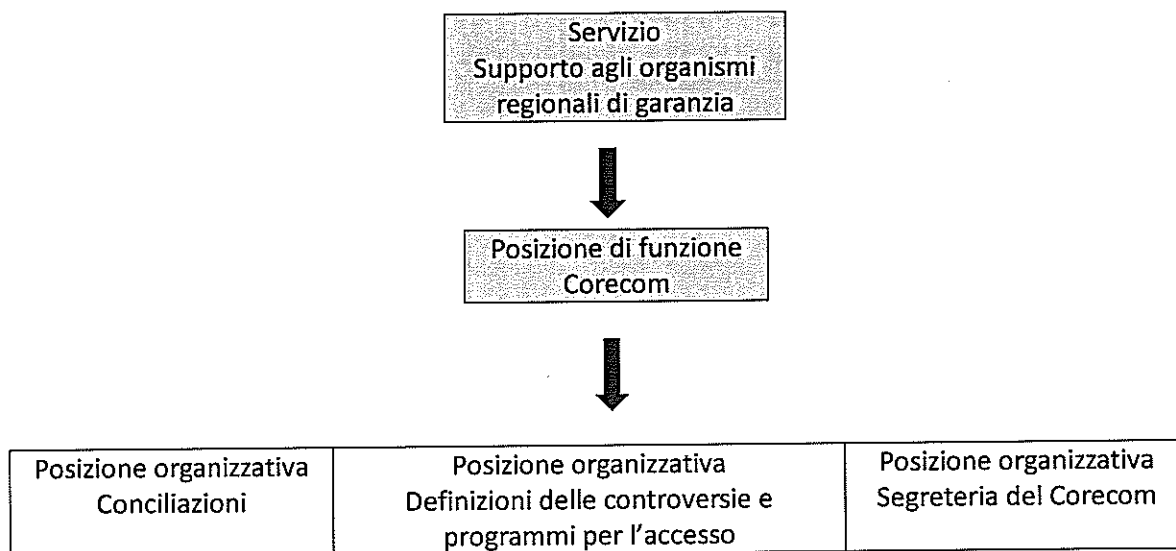 Servizio
Supporto agli organismi
regionali di garanzia
Posizione di funzione
Corecom
Posizione organizzativa
Conciliazioni
Posizione organizzativa
Definizioni delle controversie e
programmi per l'accesso
Posizione organizzativa
Segreteria del Corecom